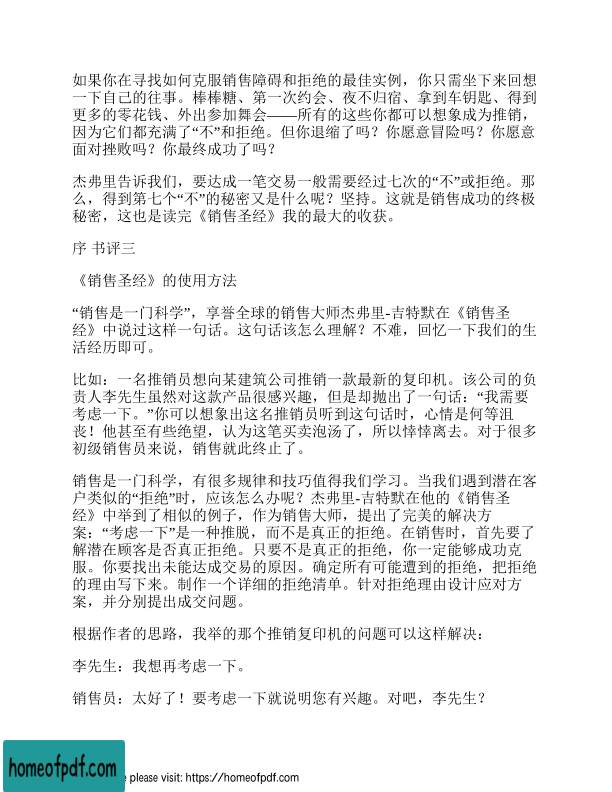 如果你在寻找如何克服销售障碍和拒绝的最佳实例，你只需坐下来回想
一下自己的往事。棒棒糖、第一次约会、夜不归宿、拿到车钥匙、得到
更多的零花钱、外出参加舞会——所有的这些你都可以想象成为推销，
因为它们都充满了“不”和拒绝。但你退缩了吗？你愿意冒险吗？你愿意
面对挫败吗？你最终成功了吗？
杰弗里告诉我们，要达成一笔交易一般需要经过七次的“不”或拒绝。那
么，得到第七个“不”的秘密又是什么呢？坚持。这就是销售成功的终极
秘密，这也是读完《销售圣经》我的最大的收获。
序 书评三
《销售圣经》的使用方法
“销售是一门科学”，享誉全球的销售大师杰弗里-吉特默在《销售圣
经》中说过这样一句话。这句话该怎么理解？不难，回忆一下我们的生
活经历即可。
比如：一名推销员想向某建筑公司推销一款最新的复印机。该公司的负
责人李先生虽然对这款产品很感兴趣，但是却抛出了一句话：“我需要
考虑一下。”你可以想象出这名推销员听到这句话时，心情是何等沮
丧！他甚至有些绝望，认为这笔买卖泡汤了，所以悻悻离去。对于很多
初级销售员来说，销售就此终止了。
销售是一门科学，有很多规律和技巧值得我们学习。当我们遇到潜在客
户类似的“拒绝”时，应该怎么办呢？杰弗里-吉特默在他的《销售圣
经》中举到了相似的例子，作为销售大师，提出了完美的解决方
案：“考虑一下”是一种推脱，而不是真正的拒绝。在销售时，首先要了
解潜在顾客是否真正拒绝。只要不是真正的拒绝，你一定能够成功克
服。你要找出未能达成交易的原因。确定所有可能遭到的拒绝，把拒绝
的理由写下来。制作一个详细的拒绝清单。针对拒绝理由设计应对方
案，并分别提出成交问题。
根据作者的思路，我举的那个推销复印机的问题可以这样解决：
李先生：我想再考虑一下。
销售员：太好了！要考虑一下就说明您有兴趣。对吧，李先生？
homeofpdf.com
please visit: https://homeofpdf.com